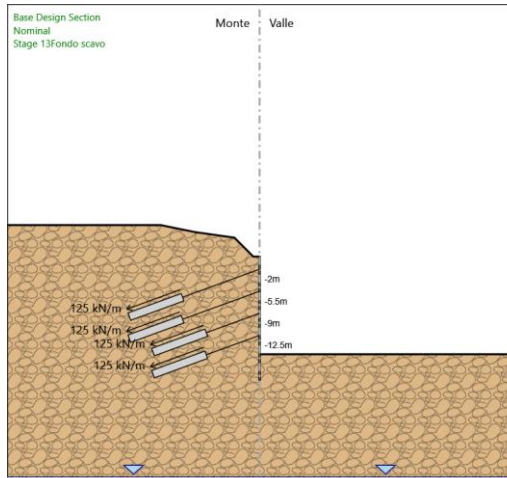 Base Design Section
Nominal
Stage 13Fondo scavo
Monte
Valle
-2m
-5.5m
-9m
-12.5m
125 kN/m
125 kN/m
125 kN/m
125 kN/m